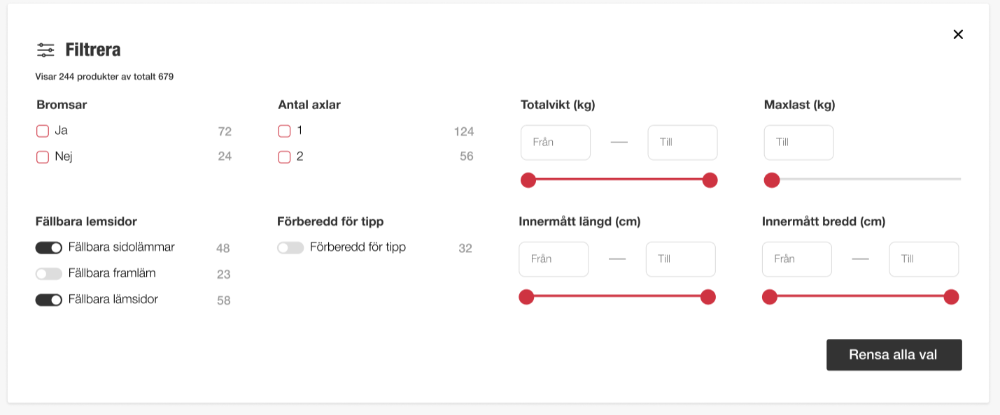 Filtrera
Visar 244 produkter av totalt 679
Bromsar
Ja 72
Nej 24
Antal axlar
1 124
2 56
Totalvikt (kg)
Från — Till
Maxlast (kg)
Till
Fällbara lemsidor
Fällbara sidolämmar 48
Fällbara framläm 23
Fällbara lämsidor 58
Förberedd för tipp
Förberedd för tipp 32
Innermått längd (cm)
Från — Till
Innermått bredd (cm)
Från — Till
Rensa alla val